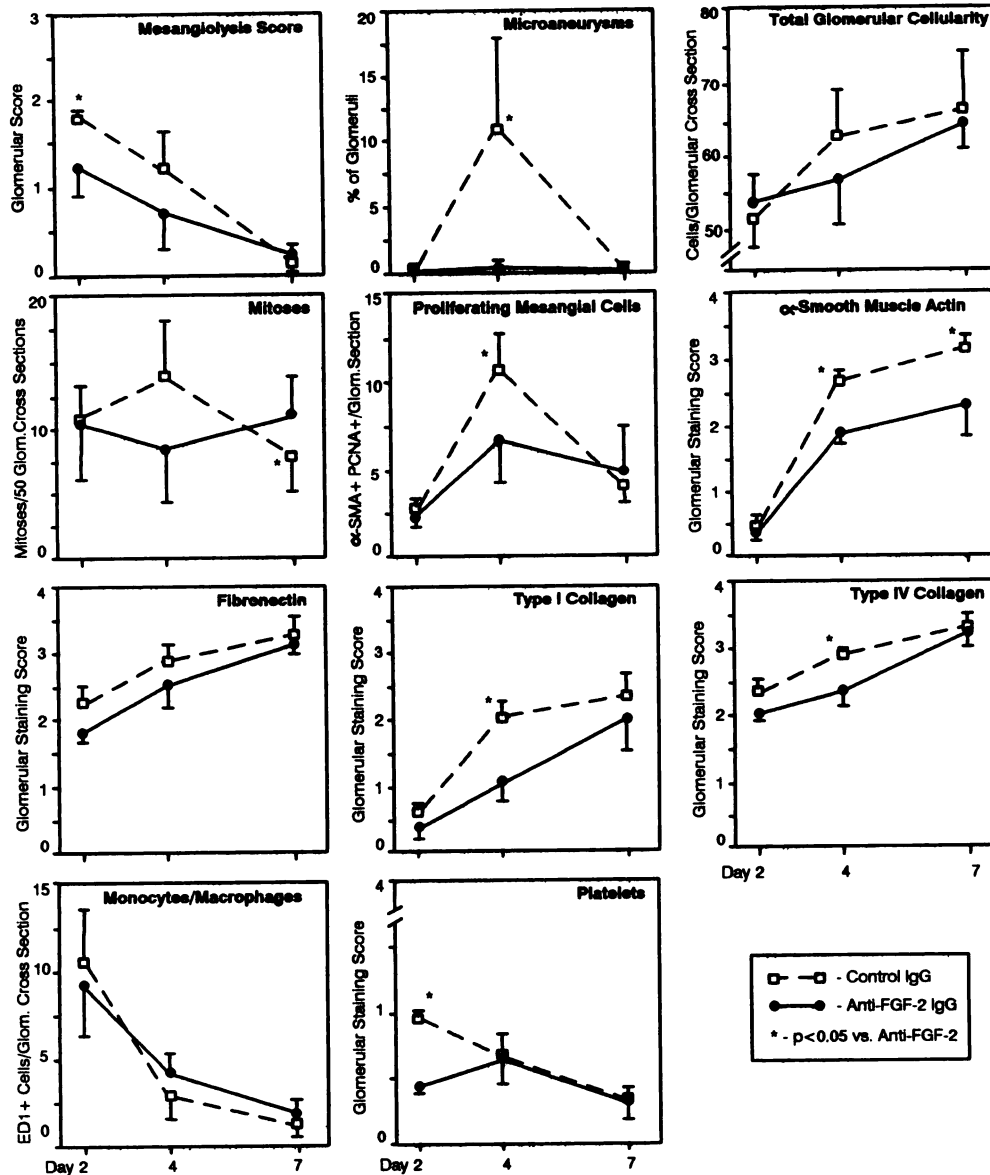 Mesangiolysis Score
Glomerular Score
3
2
1
0
*
Microaneurysms
% of Glomeruli
20
15
10
5
0
*
Total Glomerular Cellularity
Cells/Glomerular Cross Section
80
70
60
50
Mitoses
Mitoses/50 Glom.Cross Sections
20
10
0
*
Proliferating Mesangial Cells
α-SMA+ PCNA+/Glom.Section
15
10
5
0
*
α-Smooth Muscle Actin
Glomerular Staining Score
4
3
2
1
0
*
*
Fibronectin
Glomerular Staining Score
4
3
2
1
0
Type I Collagen
Glomerular Staining Score
4
3
2
1
0
*
Type IV Collagen
Glomerular Staining Score
4
3
2
1
0
*
Day 2 4 7
Monocytes/Macrophages
ED1+ Cells/Glom. Cross Section
15
10
5
0
Day 2 4 7
Platelets
Glomerular Staining Score
4
1
0
*
Day 2 4 7
- Control IgG
- Anti-FGF-2 IgG
* - p<0.05 vs. Anti-FGF-2